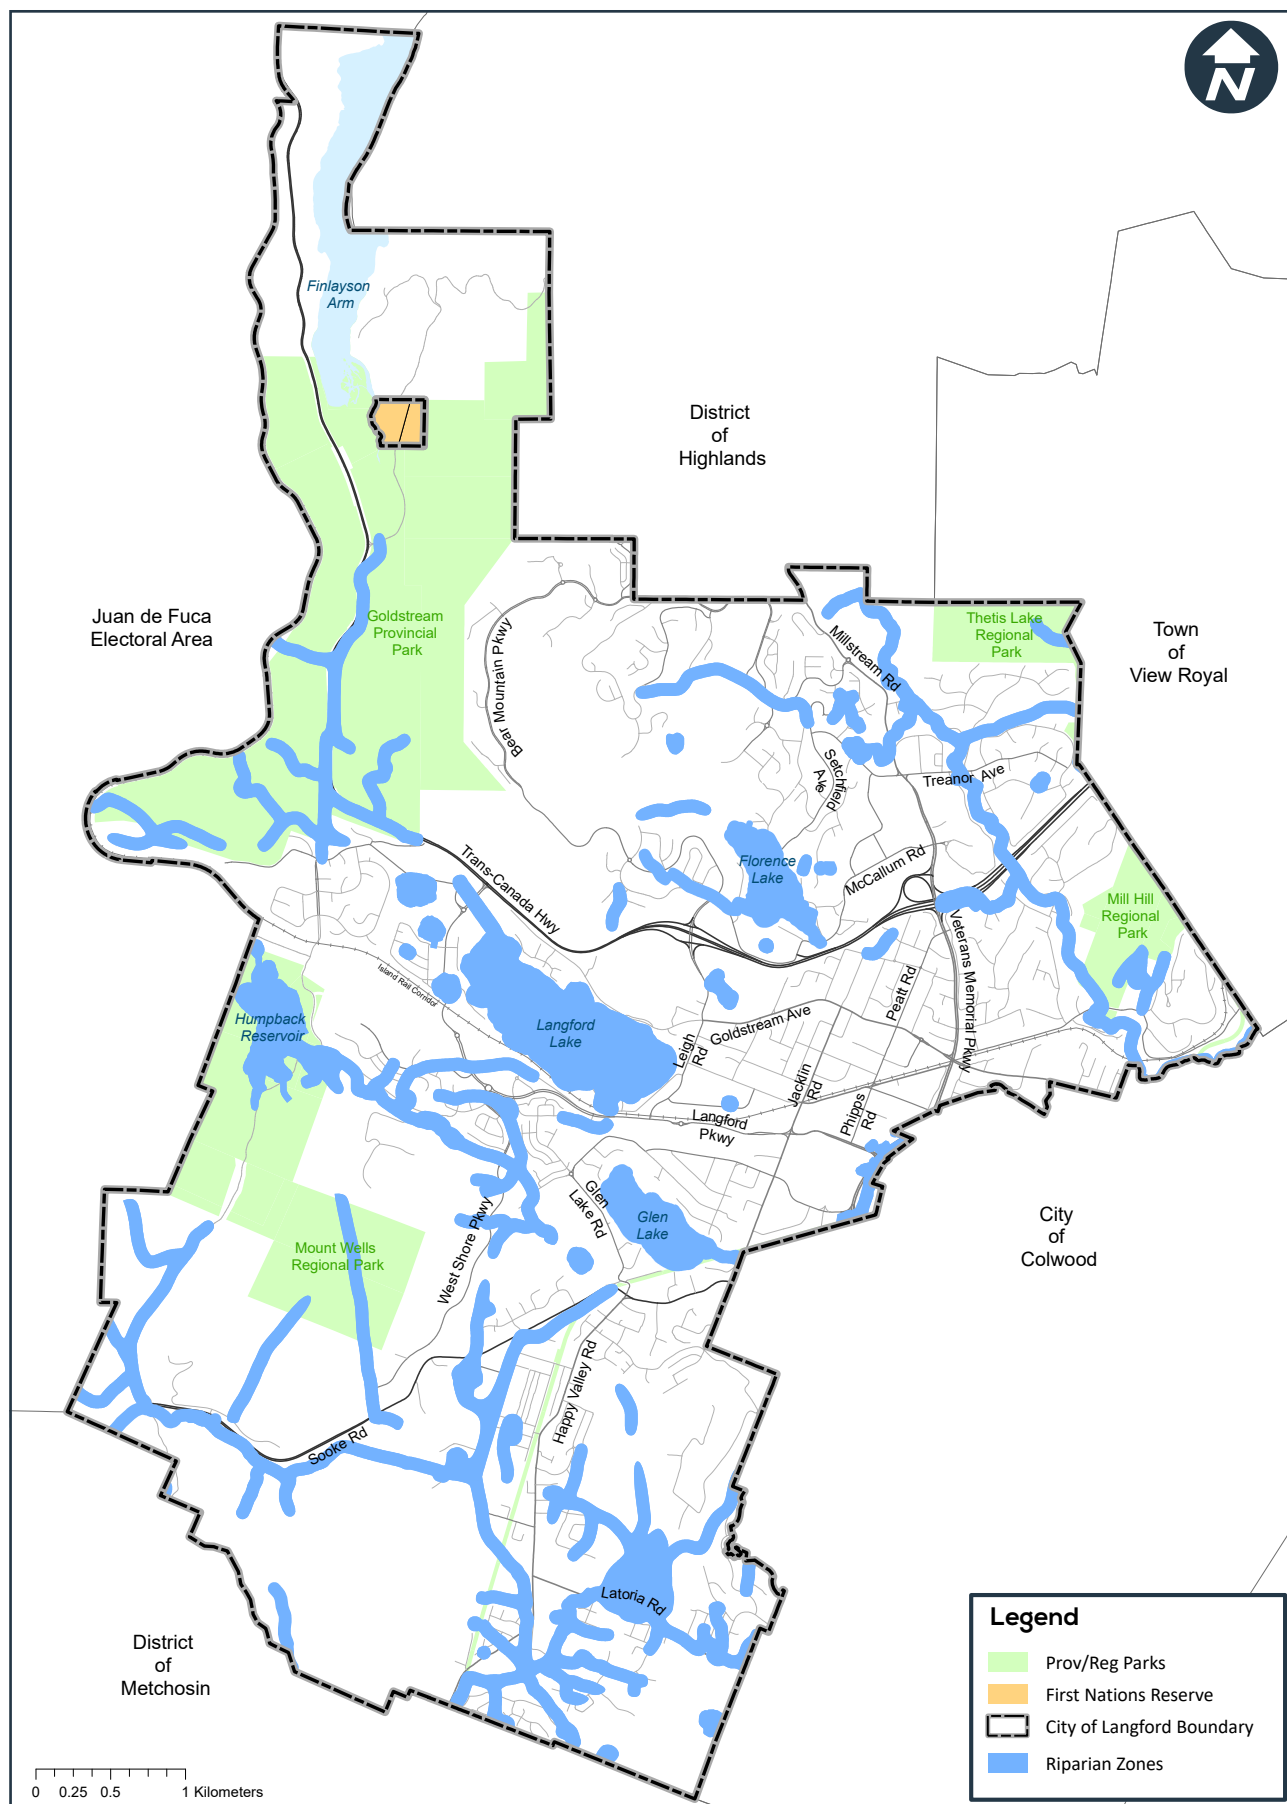 N
Finlayson
Arm
District
of
Highlands
Juan de Fuca
Electoral Area
Goldstream
Provincial
Park
Thetis Lake
Regional
Park
Town
of
View Royal
Millstream Rd
Bear Mountain Pkwy
Setchfield
Ave
Treanor Ave
Trans-Canada Hwy
Florence
Lake
McCallum Rd
Mill Hill
Regional
Park
Veterans Memorial Pkwy
Peatt Rd
Island Rail Corridor
Humpback
Reservoir
Langford
Lake
Leigh
Rd
Goldstream Ave
Jacklin
Rd
Phipps
Rd
Langford
Pkwy
Glen
Lake Rd
Glen
Lake
City
of
Colwood
Mount Wells
Regional Park
West Shore Pkwy
Happy Valley Rd
Sooke Rd
Latoria Rd
District
of
Metchosin
Legend
Prov/Reg Parks
First Nations Reserve
City of Langford Boundary
Riparian Zones
0 0.25 0.5 1 Kilometers